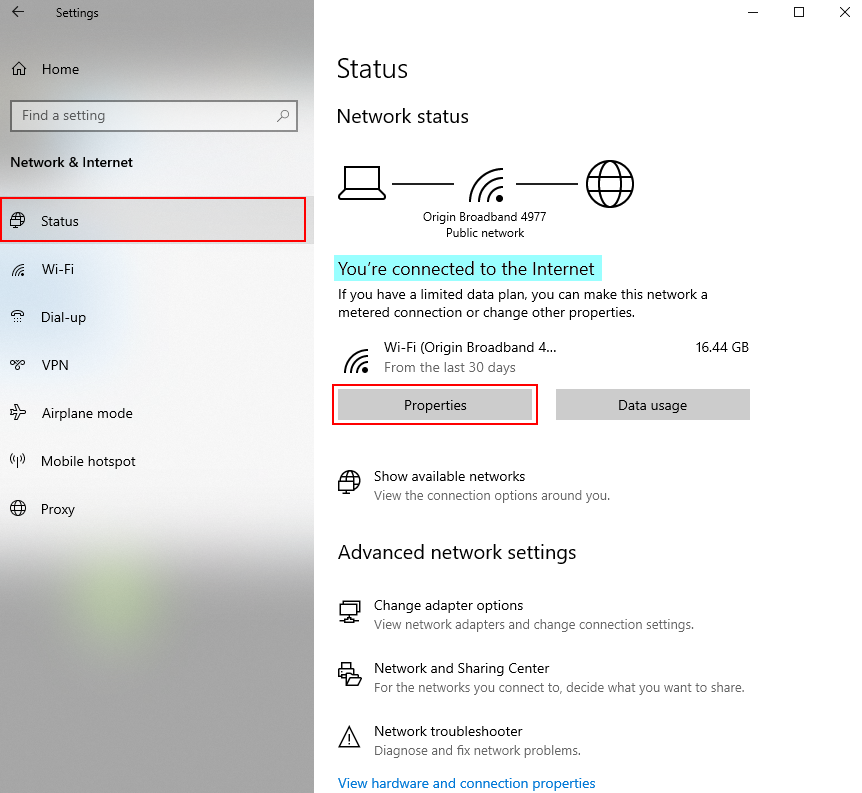 Settings
Home
Find a setting
Network & Internet
Status
Wi-Fi
Dial-up
VPN
Airplane mode
Mobile hotspot
Proxy
Status
Network status
Origin Broadband 4977
Public network
You're connected to the Internet
If you have a limited data plan, you can make this network a
metered connection or change other properties.
Wi-Fi (Origin Broadband 4... 16.44 GB
From the last 30 days
Properties Data usage
Show available networks
View the connection options around you.
Advanced network settings
Change adapter options
View network adapters and change connection settings.
Network and Sharing Center
For the networks you connect to, decide what you want to share.
Network troubleshooter
Diagnose and fix network problems.
View hardware and connection properties